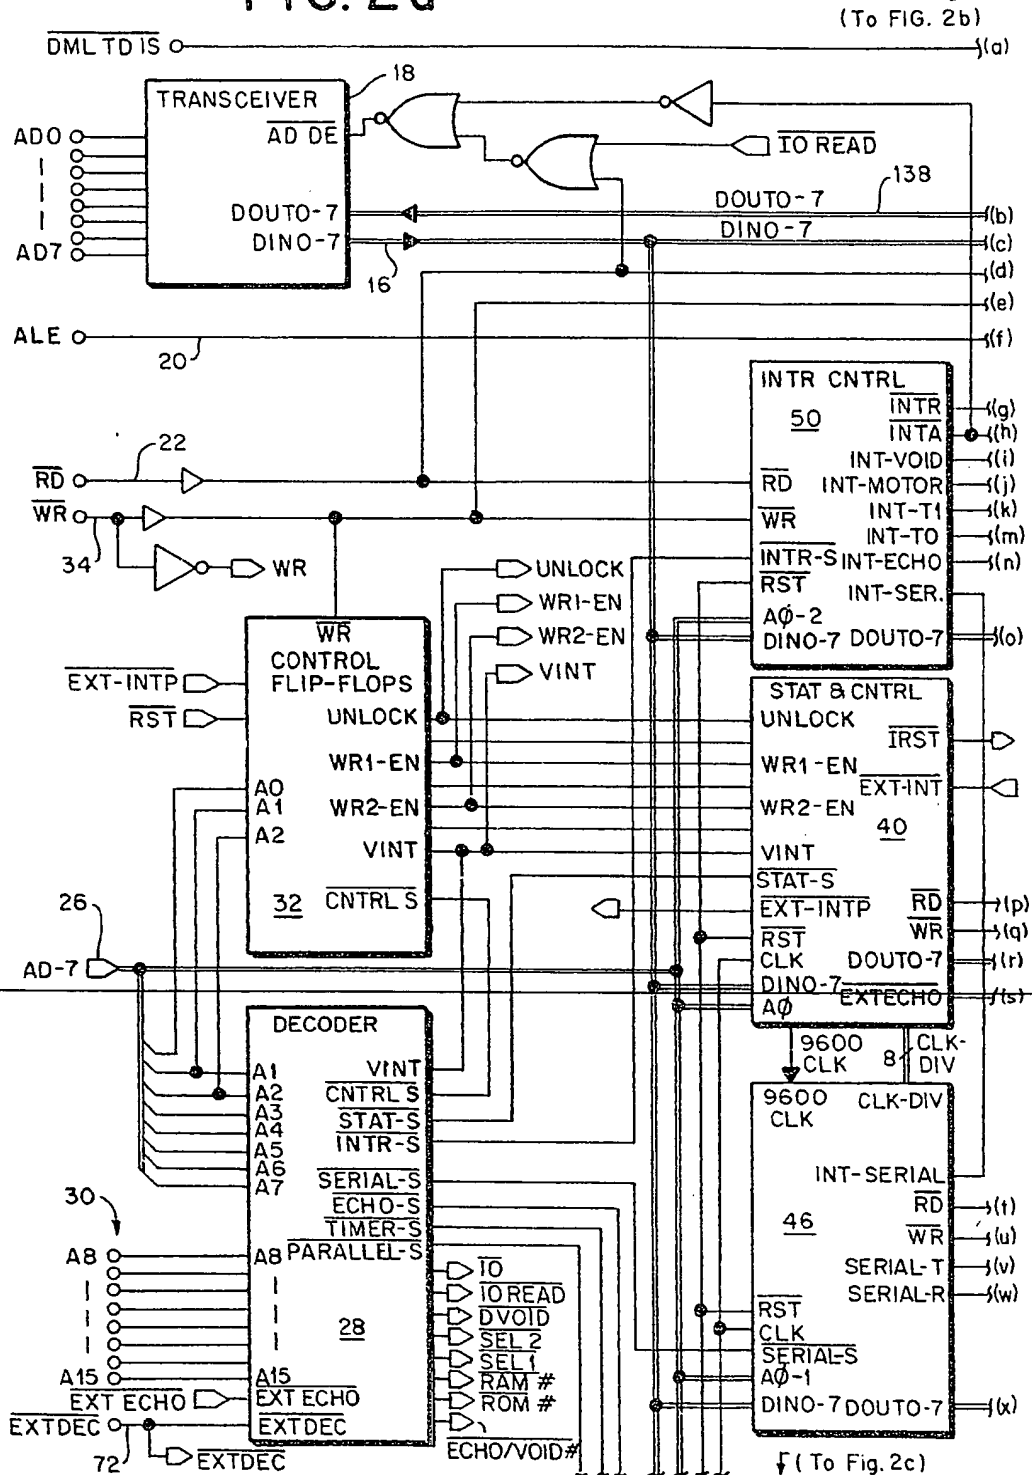 FIG. 2a
(To FIG. 2b)
DMLTDIS
(a)
18
TRANSCEIVER
AD0
AD DE
IO READ
138
DOUT0-7
DOUT0-7
(b)
DIN0-7
DIN0-7
(c)
AD7
16
(d)
(e)
ALE
(f)
20
INTR CNTRL
INTR
(g)
50
INTA
(h)
22
INT-VOID
(i)
RD
RD
INT-MOTOR
(j)
WR
WR
INT-T1
(k)
INT-T0
(m)
34
WR
INTR-S
INT-ECHO
(n)
UNLOCK
RST
INT-SER.
WR1-EN
AØ-2
WR
WR2-EN
DIN0-7
DOUT0-7
(o)
CONTROL
FLIP-FLOPS
EXT-INTP
VINT
STAT & CNTRL
RST
UNLOCK
UNLOCK
IRST
WR1-EN
WR1-EN
A0
EXT-INT
A1
WR2-EN
WR2-EN
A2
40
VINT
VINT
STAT-S
26
32
CNTRL S
EXT-INTP
RD
(p)
RST
WR
(q)
AD-7
CLK
DOUT0-7
(r)
DIN0-7
EXTECHO
(s)
AØ
DECODER
9600
CLK
8
CLK-
DIV
A1
VINT
A2
CNTRL S
9600
CLK
CLK-DIV
A3
STAT-S
A4
INTR-S
A5
A6
SERIAL-S
INT-SERIAL
A7
ECHO-S
RD
(t)
30
TIMER-S
46
WR
(u)
A8
A8
PARALLEL-S
SERIAL-T
(v)
IO
SERIAL-R
(w)
IO READ
RST
28
DVOID
CLK
SEL 2
SERIAL-S
SEL 1
A15
A15
RAM #
AØ-1
EXT ECHO
EXT ECHO
ROM #
DIN0-7
DOUT0-7
(x)
EXTDEC
EXTDEC
ECHO/VOID#
72
EXTDEC
(To Fig. 2c)